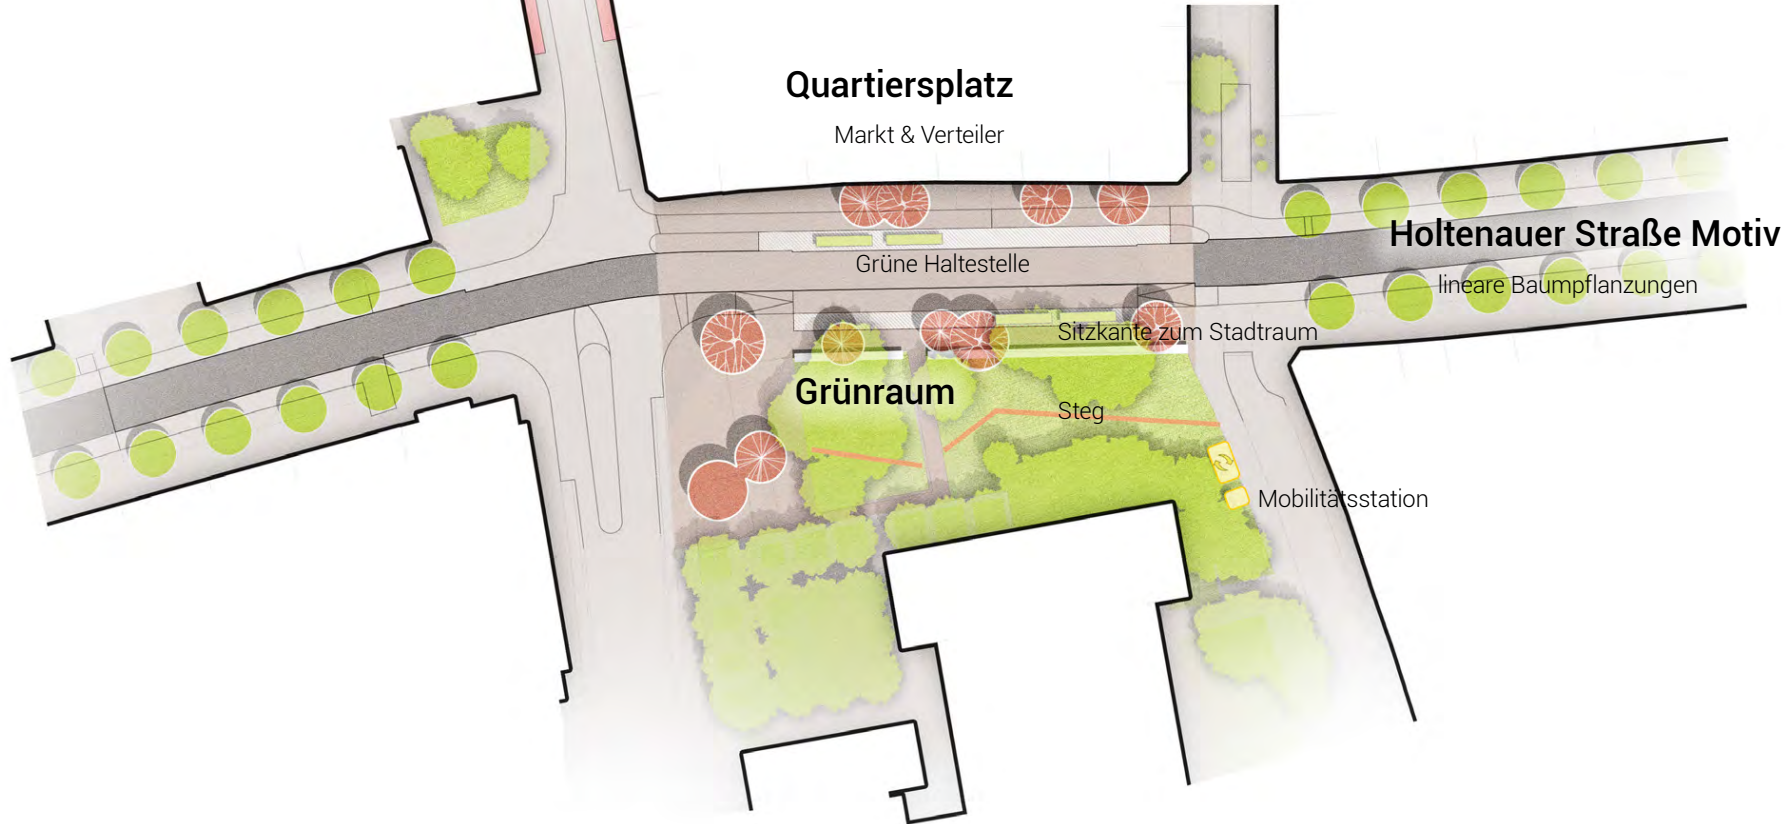 Quartiersplatz
Markt & Verteiler
Holtenauer Straße Motiv
lineare Baumpflanzungen
Grüne Haltestelle
Sitzkante zum Stadtraum
Grünraum
Steg
Mobilitätsstation